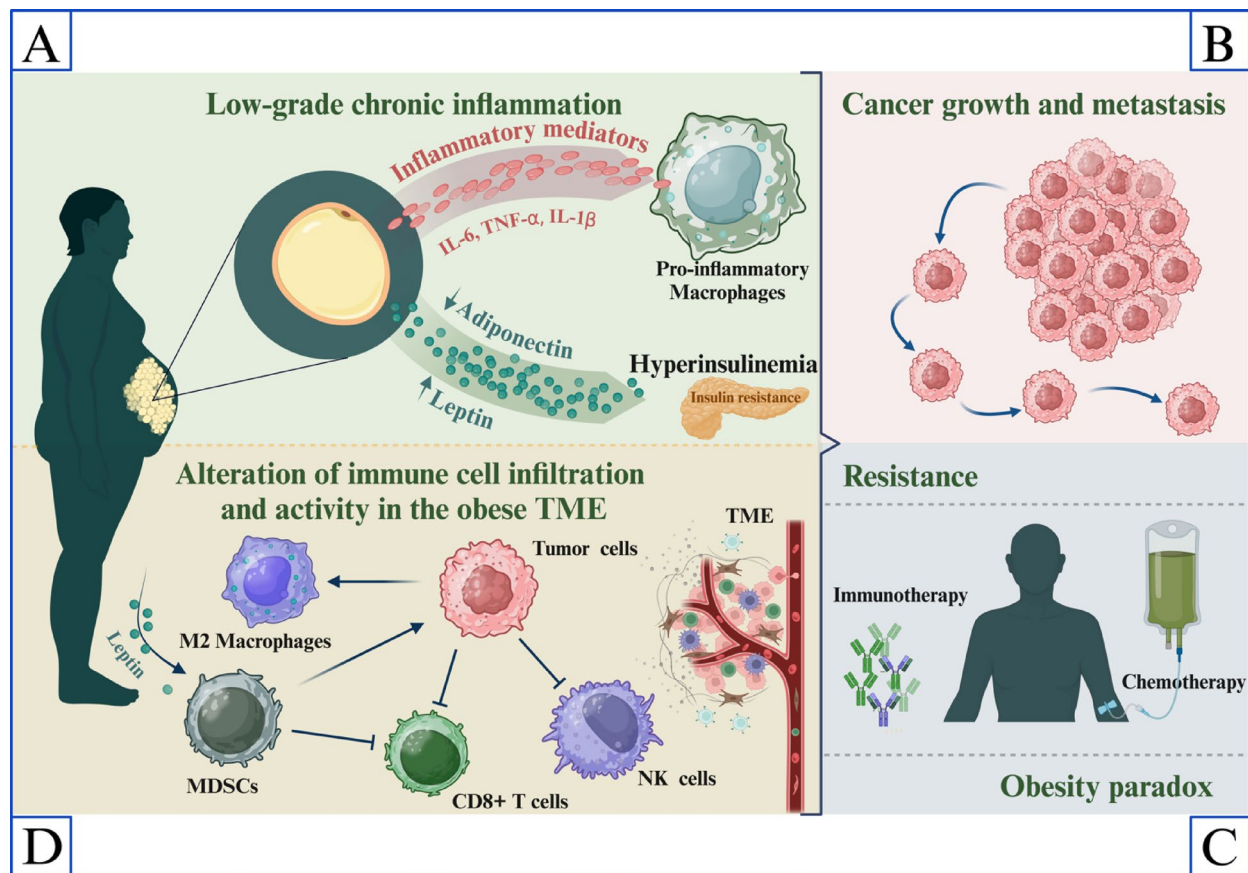 A
B
Low-grade chronic inflammation
Inflammatory mediators
IL-6, TNF-α, IL-1β
Pro-inflammatory
Macrophages
Adiponectin
Leptin
Hyperinsulinemia
Insulin resistance
Cancer growth and metastasis
Alteration of immune cell infiltration
and activity in the obese TME
TME
Tumor cells
M2 Macrophages
Leptin
MDSCs
CD8+ T cells
NK cells
Resistance
Immunotherapy
Chemotherapy
Obesity paradox
D
C